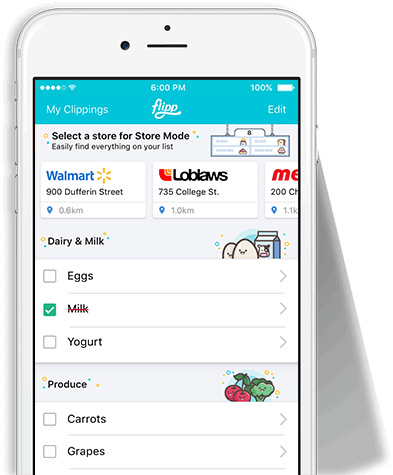 6:00 PM 100%
My Clippings flipp Edit
Select a store for Store Mode
Easily find everything on your list
8
Walmart Loblaws me
900 Dufferin Street 735 College St. 200 Ch
0.6km 1.0km 1.1k
Dairy & Milk
Eggs
Milk
Yogurt
Produce
Carrots
Grapes